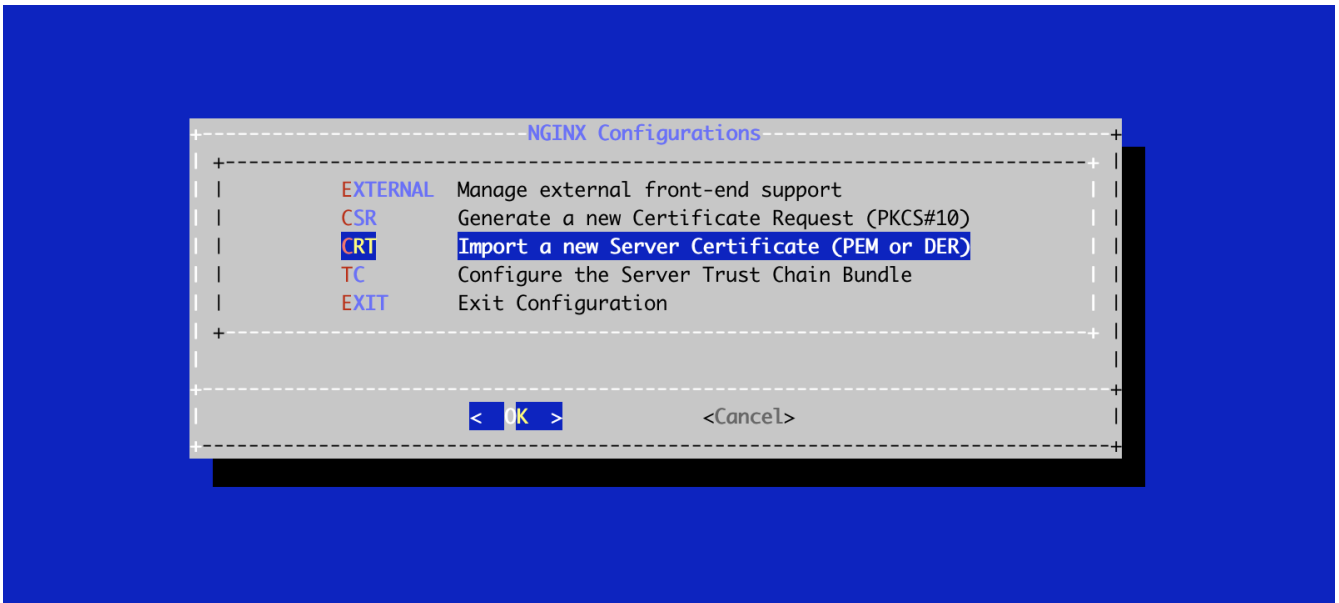 NGINX Configurations
EXTERNAL Manage external front-end support
CSR Generate a new Certificate Request (PKCS#10)
CRT Import a new Server Certificate (PEM or DER)
TC Configure the Server Trust Chain Bundle
EXIT Exit Configuration
< OK > <Cancel>